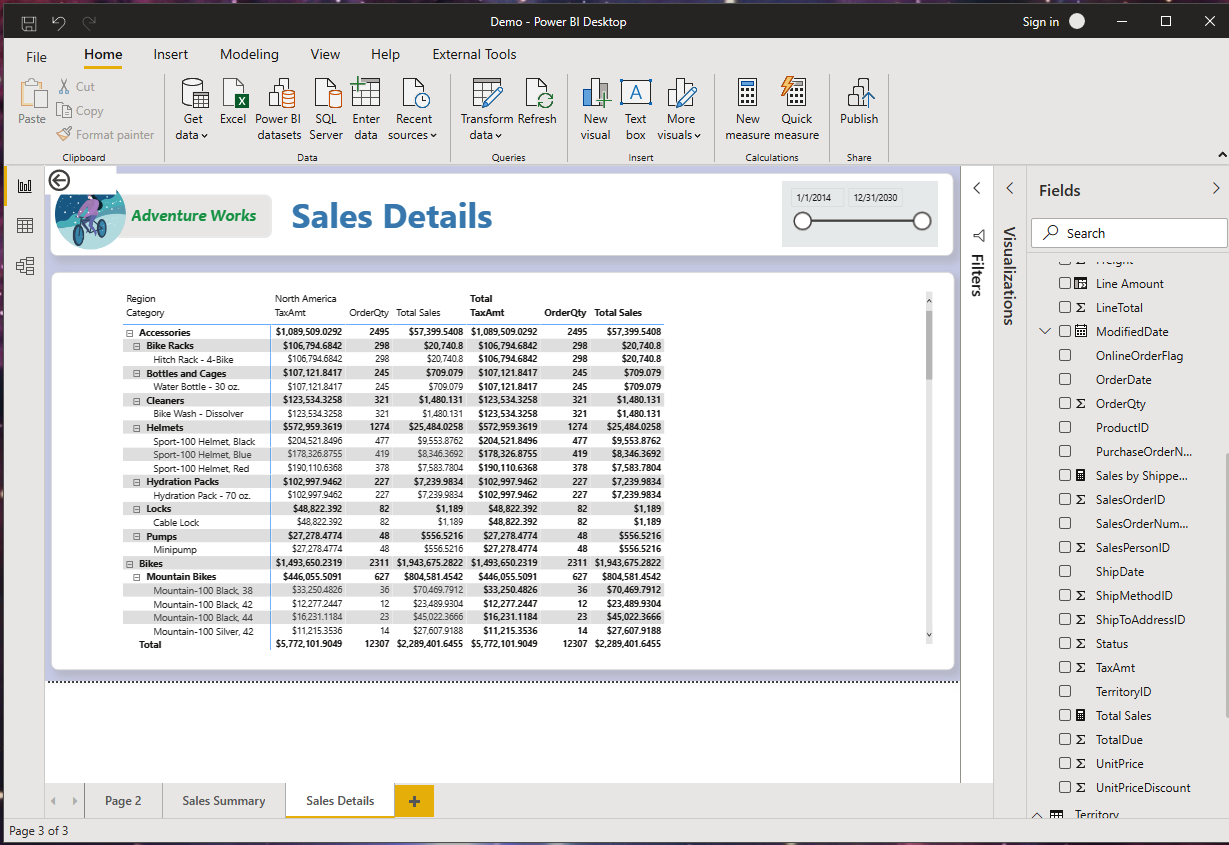 Demo - Power BI Desktop
Sign in
File Home Insert Modeling View Help External Tools
Paste
Cut
Copy
Format painter
Get data
Excel
Power BI datasets
SQL Server
Enter data
Recent sources
Transform data
Refresh
New visual
Text box
More visuals
New measure
Quick measure
Publish
Clipboard Data Queries Insert Calculations Share
Adventure Works
Sales Details
1/1/2014 12/31/2030
Region North America Total
Category TaxAmt OrderQty Total Sales TaxAmt OrderQty Total Sales
Accessories $1,089,509.0292 2495 $57,399.5408 $1,089,509.0292 2495 $57,399.5408
Bike Racks $106,794.6842 298 $20,740.8 $106,794.6842 298 $20,740.8
Hitch Rack - 4-Bike $106,794.6842 298 $20,740.8 $106,794.6842 298 $20,740.8
Bottles and Cages $107,121.8417 245 $709.079 $107,121.8417 245 $709.079
Water Bottle - 30 oz. $107,121.8417 245 $709.079 $107,121.8417 245 $709.079
Cleaners $123,534.3258 321 $1,480.131 $123,534.3258 321 $1,480.131
Bike Wash - Dissolver $123,534.3258 321 $1,480.131 $123,534.3258 321 $1,480.131
Helmets $572,959.3619 1274 $25,484.0258 $572,959.3619 1274 $25,484.0258
Sport-100 Helmet, Black $204,521.8496 477 $9,553.8762 $204,521.8496 477 $9,553.8762
Sport-100 Helmet, Blue $178,326.8755 419 $8,346.3692 $178,326.8755 419 $8,346.3692
Sport-100 Helmet, Red $190,110.6368 378 $7,583.7804 $190,110.6368 378 $7,583.7804
Hydration Packs $102,997.9462 227 $7,239.9834 $102,997.9462 227 $7,239.9834
Hydration Pack - 70 oz. $102,997.9462 227 $7,239.9834 $102,997.9462 227 $7,239.9834
Locks $48,822.392 82 $1,189 $48,822.392 82 $1,189
Cable Lock $48,822.392 82 $1,189 $48,822.392 82 $1,189
Pumps $27,278.4774 48 $556.5216 $27,278.4774 48 $556.5216
Minipump $27,278.4774 48 $556.5216 $27,278.4774 48 $556.5216
Bikes $1,493,650.2319 2311 $1,943,675.2822 $1,493,650.2319 2311 $1,943,675.2822
Mountain Bikes $446,055.5091 627 $804,581.4542 $446,055.5091 627 $804,581.4542
Mountain-100 Black, 38 $33,250.4826 36 $70,469.7912 $33,250.4826 36 $70,469.7912
Mountain-100 Black, 42 $12,277.2447 12 $23,489.9304 $12,277.2447 12 $23,489.9304
Mountain-100 Black, 44 $16,231.1184 23 $45,022.3666 $16,231.1184 23 $45,022.3666
Mountain-100 Silver, 42 $11,215.3536 14 $27,607.9188 $11,215.3536 14 $27,607.9188
Total $5,772,101.9049 12307 $2,289,401.6455 $5,772,101.9049 12307 $2,289,401.6455
Filters
Visualizations
Fields
Search
Freight
Line Amount
LineTotal
ModifiedDate
OnlineOrderFlag
OrderDate
OrderQty
ProductID
PurchaseOrderN...
Sales by Shippe...
SalesOrderID
SalesOrderNum...
SalesPersonID
ShipDate
ShipMethodID
ShipToAddressID
Status
TaxAmt
TerritoryID
Total Sales
TotalDue
UnitPrice
UnitPriceDiscount
Territory
Page 2 Sales Summary Sales Details +
Page 3 of 3